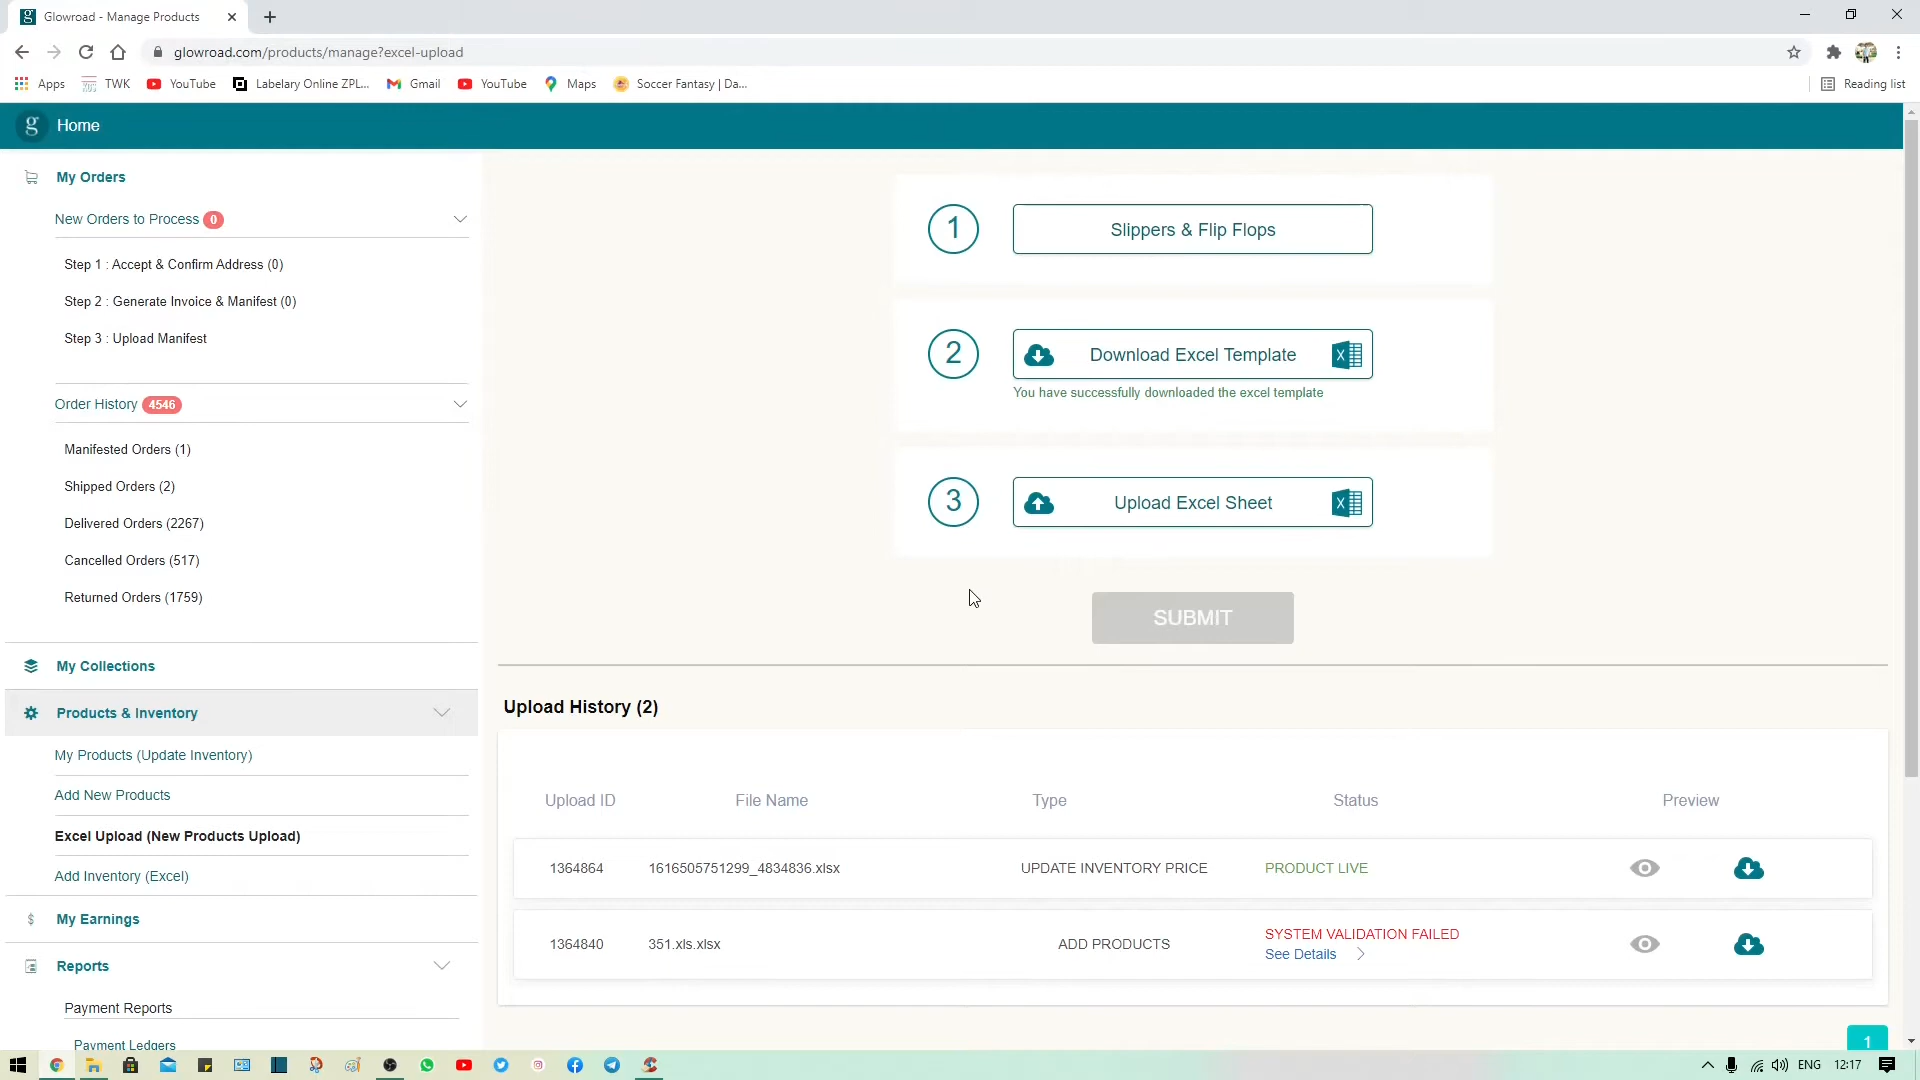 Glowroad - Manage Products
glowroad.com/products/manage?excel-upload
Apps TWK YouTube Labelary Online ZPL... Gmail YouTube Maps Soccer Fantasy | Da... Reading list
g Home
My Orders
New Orders to Process 0
Step 1 : Accept & Confirm Address (0)
Step 2 : Generate Invoice & Manifest (0)
Step 3 : Upload Manifest
Order History 4546
Manifested Orders (1)
Shipped Orders (2)
Delivered Orders (2267)
Cancelled Orders (517)
Returned Orders (1759)
My Collections
Products & Inventory
My Products (Update Inventory)
Add New Products
Excel Upload (New Products Upload)
Add Inventory (Excel)
My Earnings
Reports
Payment Reports
Payment Ledgers
1 Slippers & Flip Flops
2 Download Excel Template
You have successfully downloaded the excel template
3 Upload Excel Sheet
SUBMIT
Upload History (2)
Upload ID File Name Type Status Preview
1364864 1616505751299_4834836.xlsx UPDATE INVENTORY PRICE PRODUCT LIVE
1364840 351.xls.xlsx ADD PRODUCTS SYSTEM VALIDATION FAILED
See Details
1
ENG 12:17